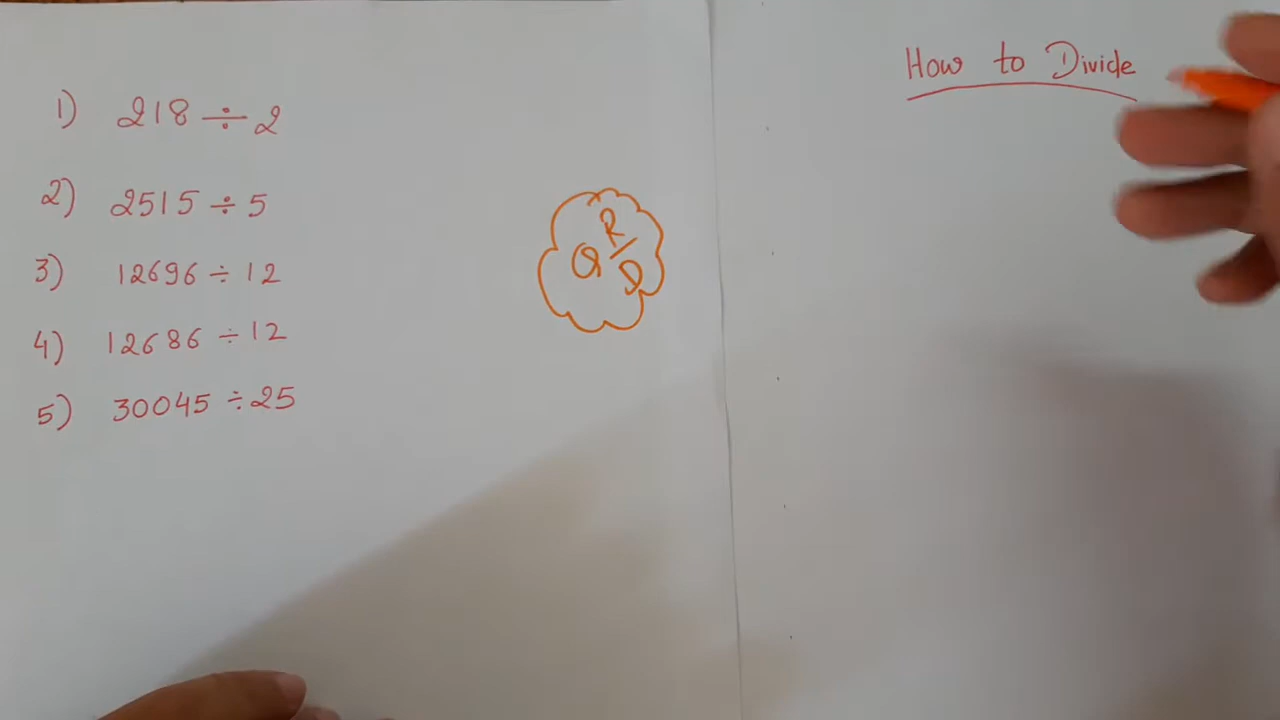 How to Divide
1) 218 ÷ 2
2) 2515 ÷ 5
3) 12696 ÷ 12
4) 12686 ÷ 12
5) 30045 ÷ 25
Q R/D